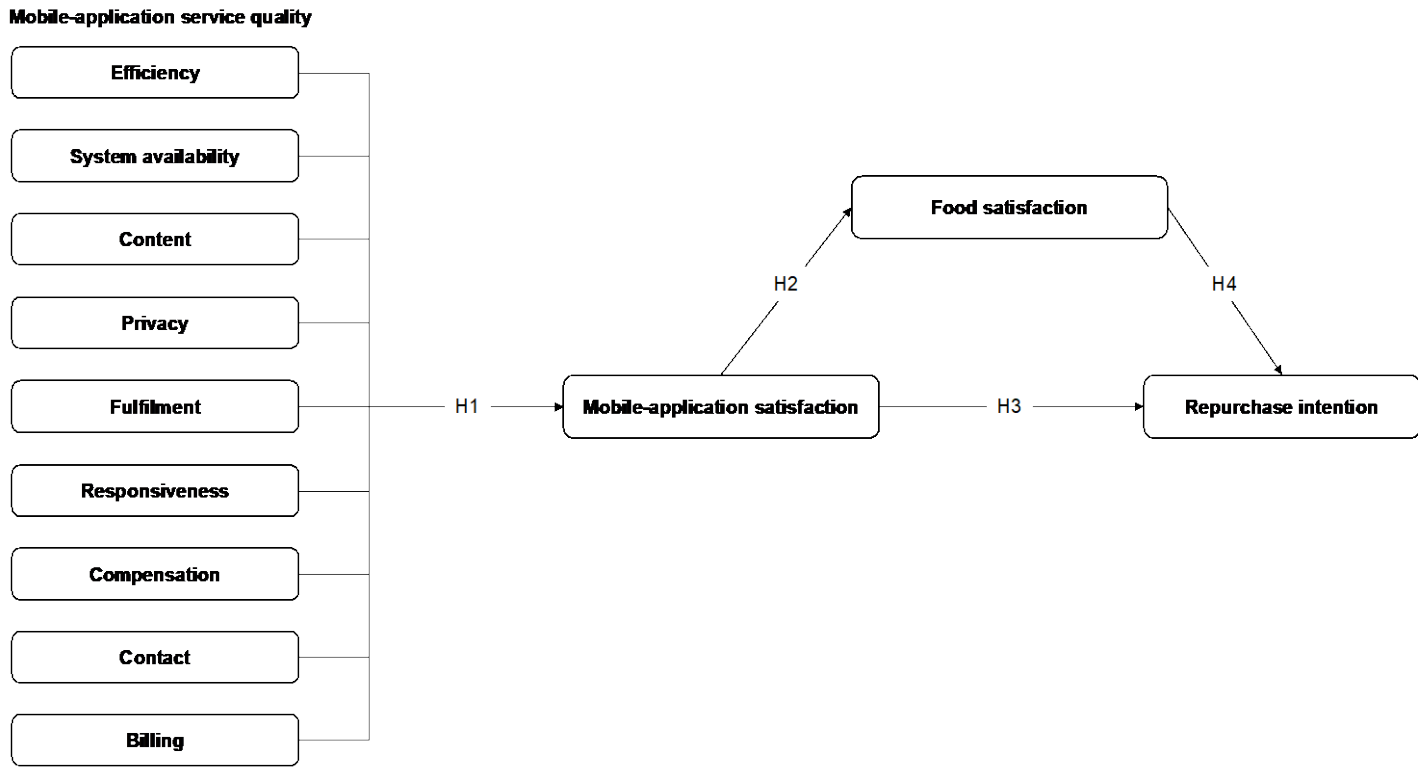 Mobile-application service quality
Efficiency
System availability
Content
Privacy
Fulfilment
Responsiveness
Compensation
Contact
Billing
H1
Mobile-application satisfaction
H2
Food satisfaction
H3
H4
Repurchase intention